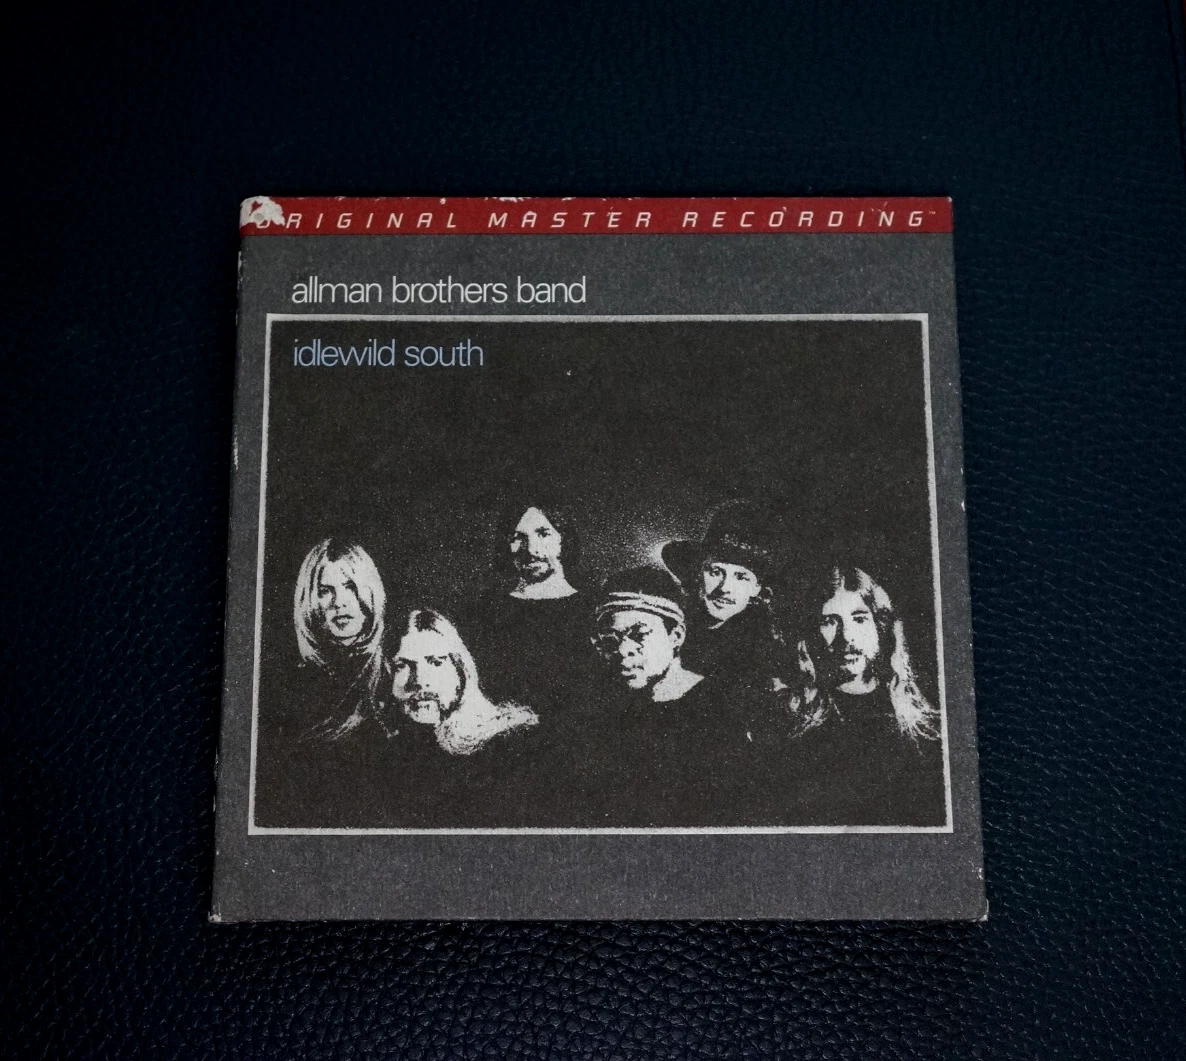 ORIGINAL MASTER RECORDING™
allman brothers band
idlewild south